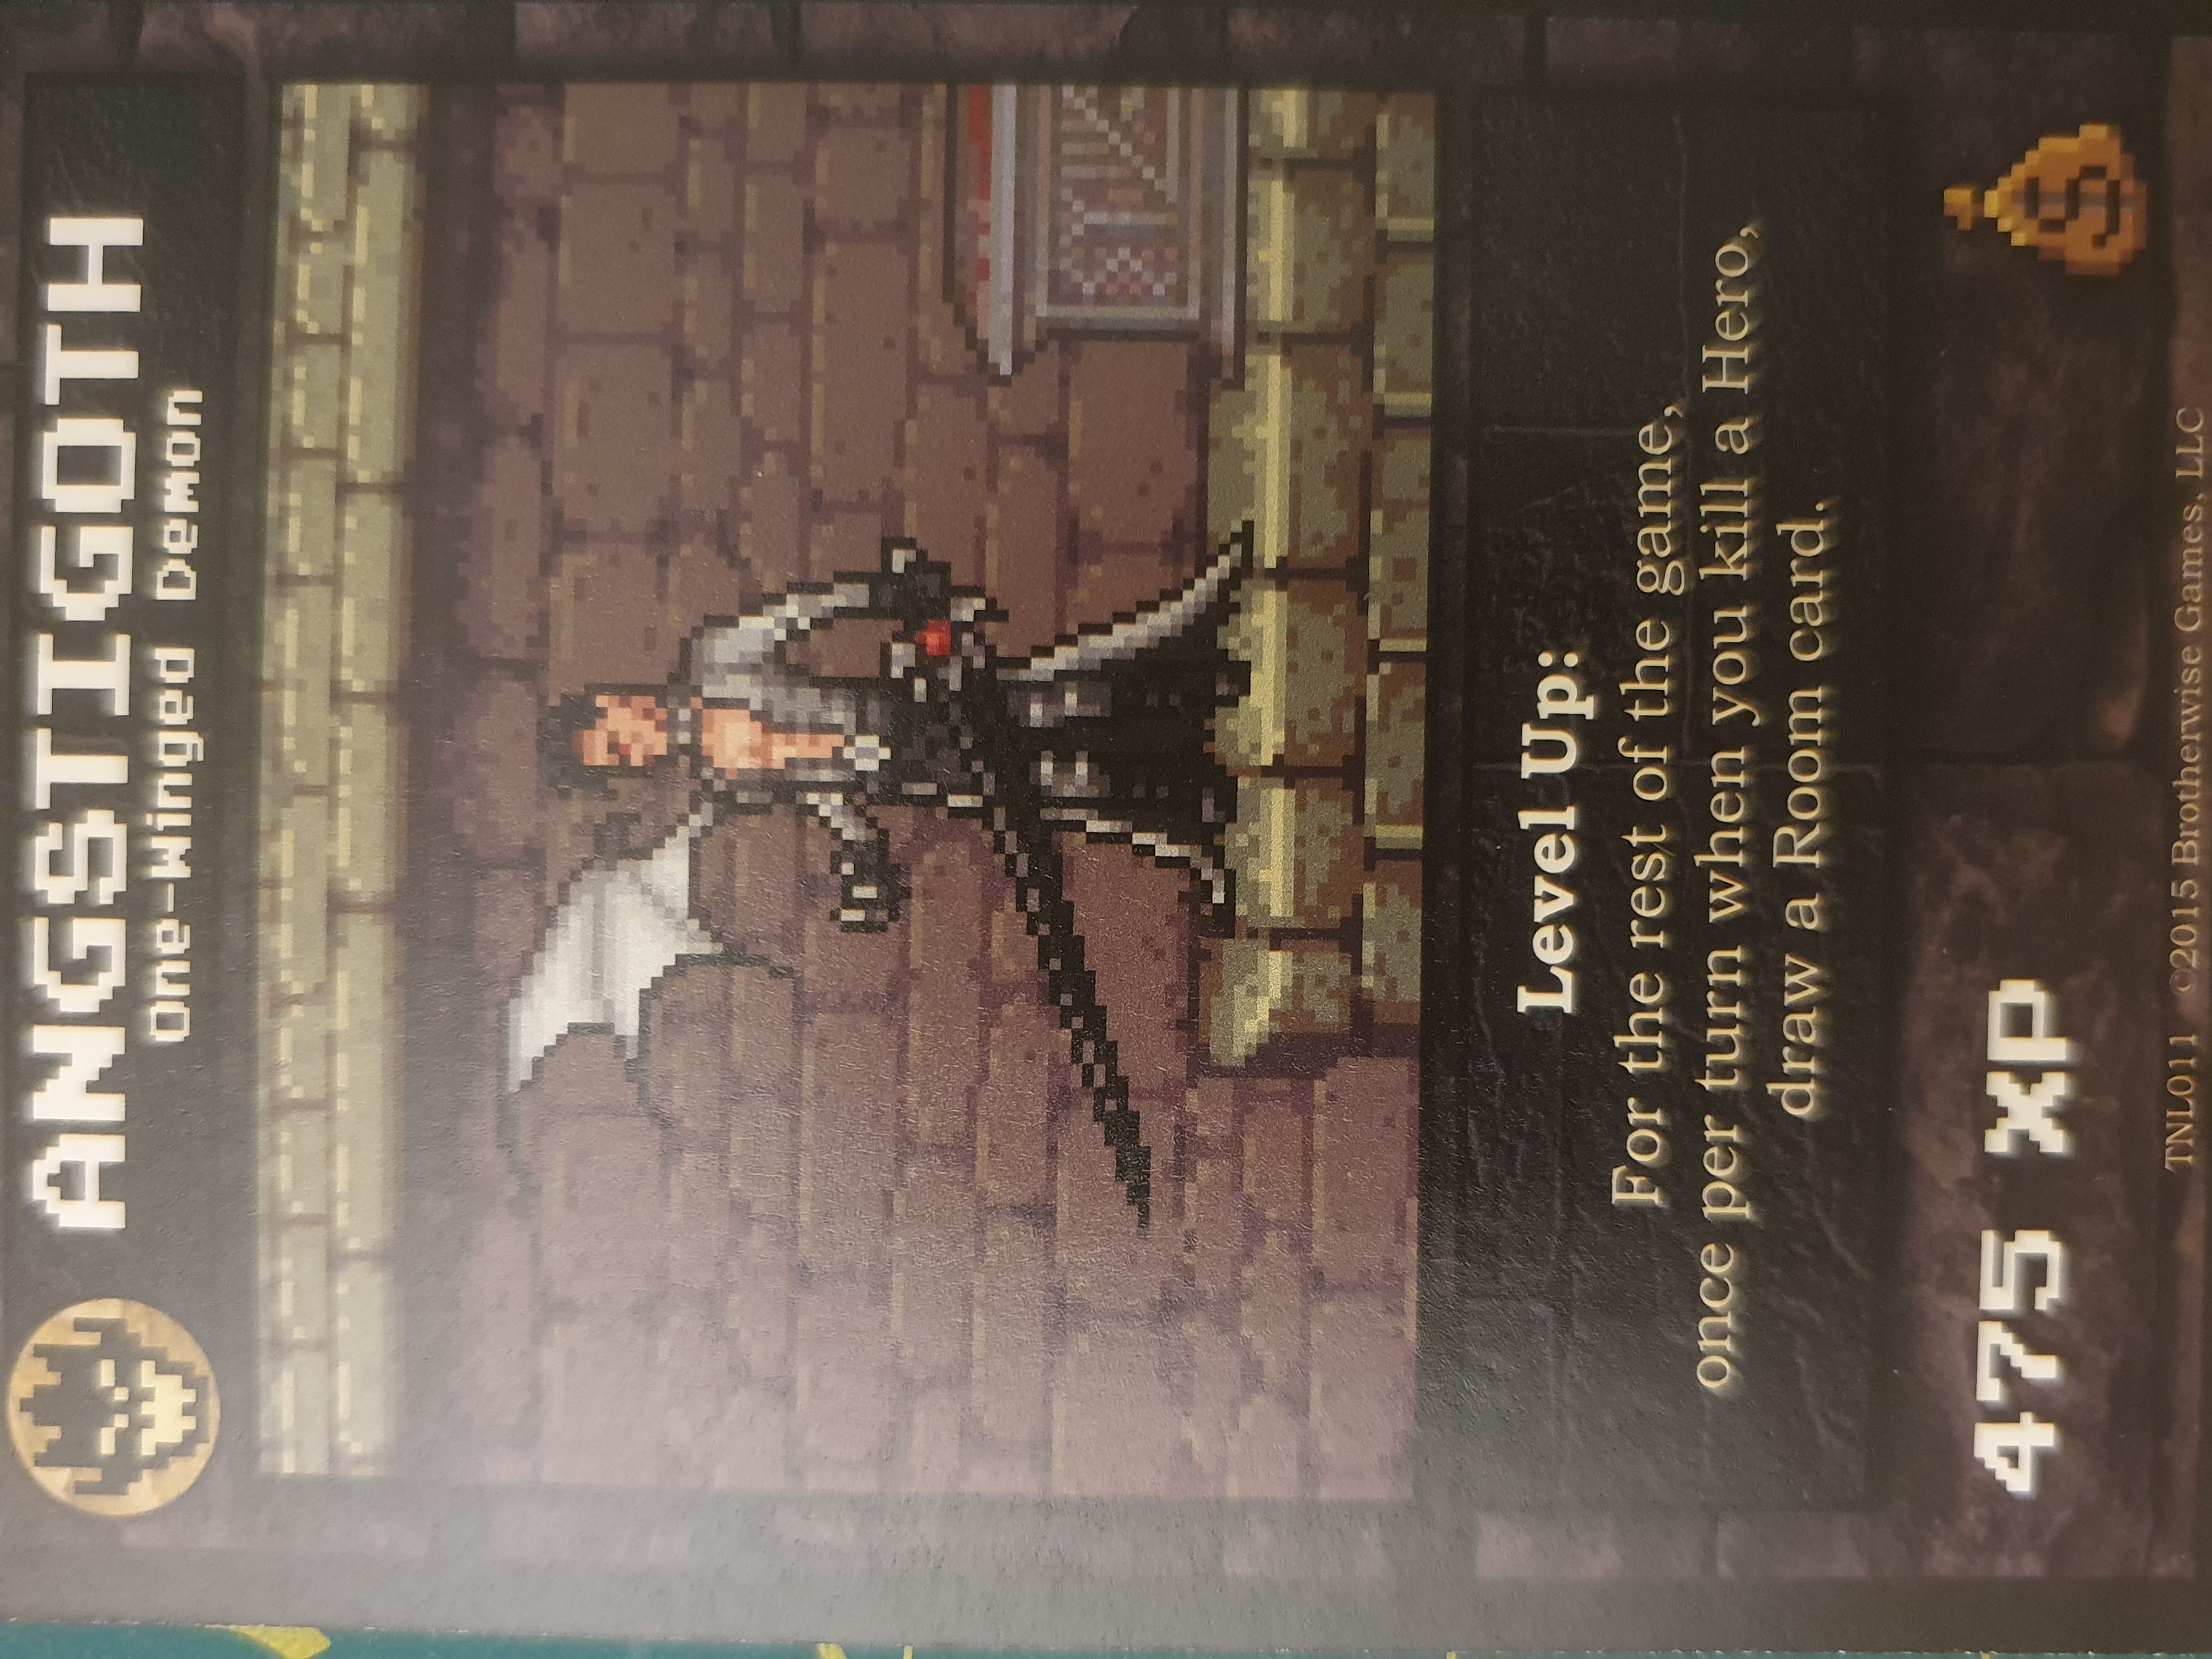 ANGSTIGOTH
One-Winged Demon
Level Up:
For the rest of the game,
once per turn when you kill a Hero,
draw a Room card.
475 XP
$
TNL011 ©2015 Brotherwise Games, LLC